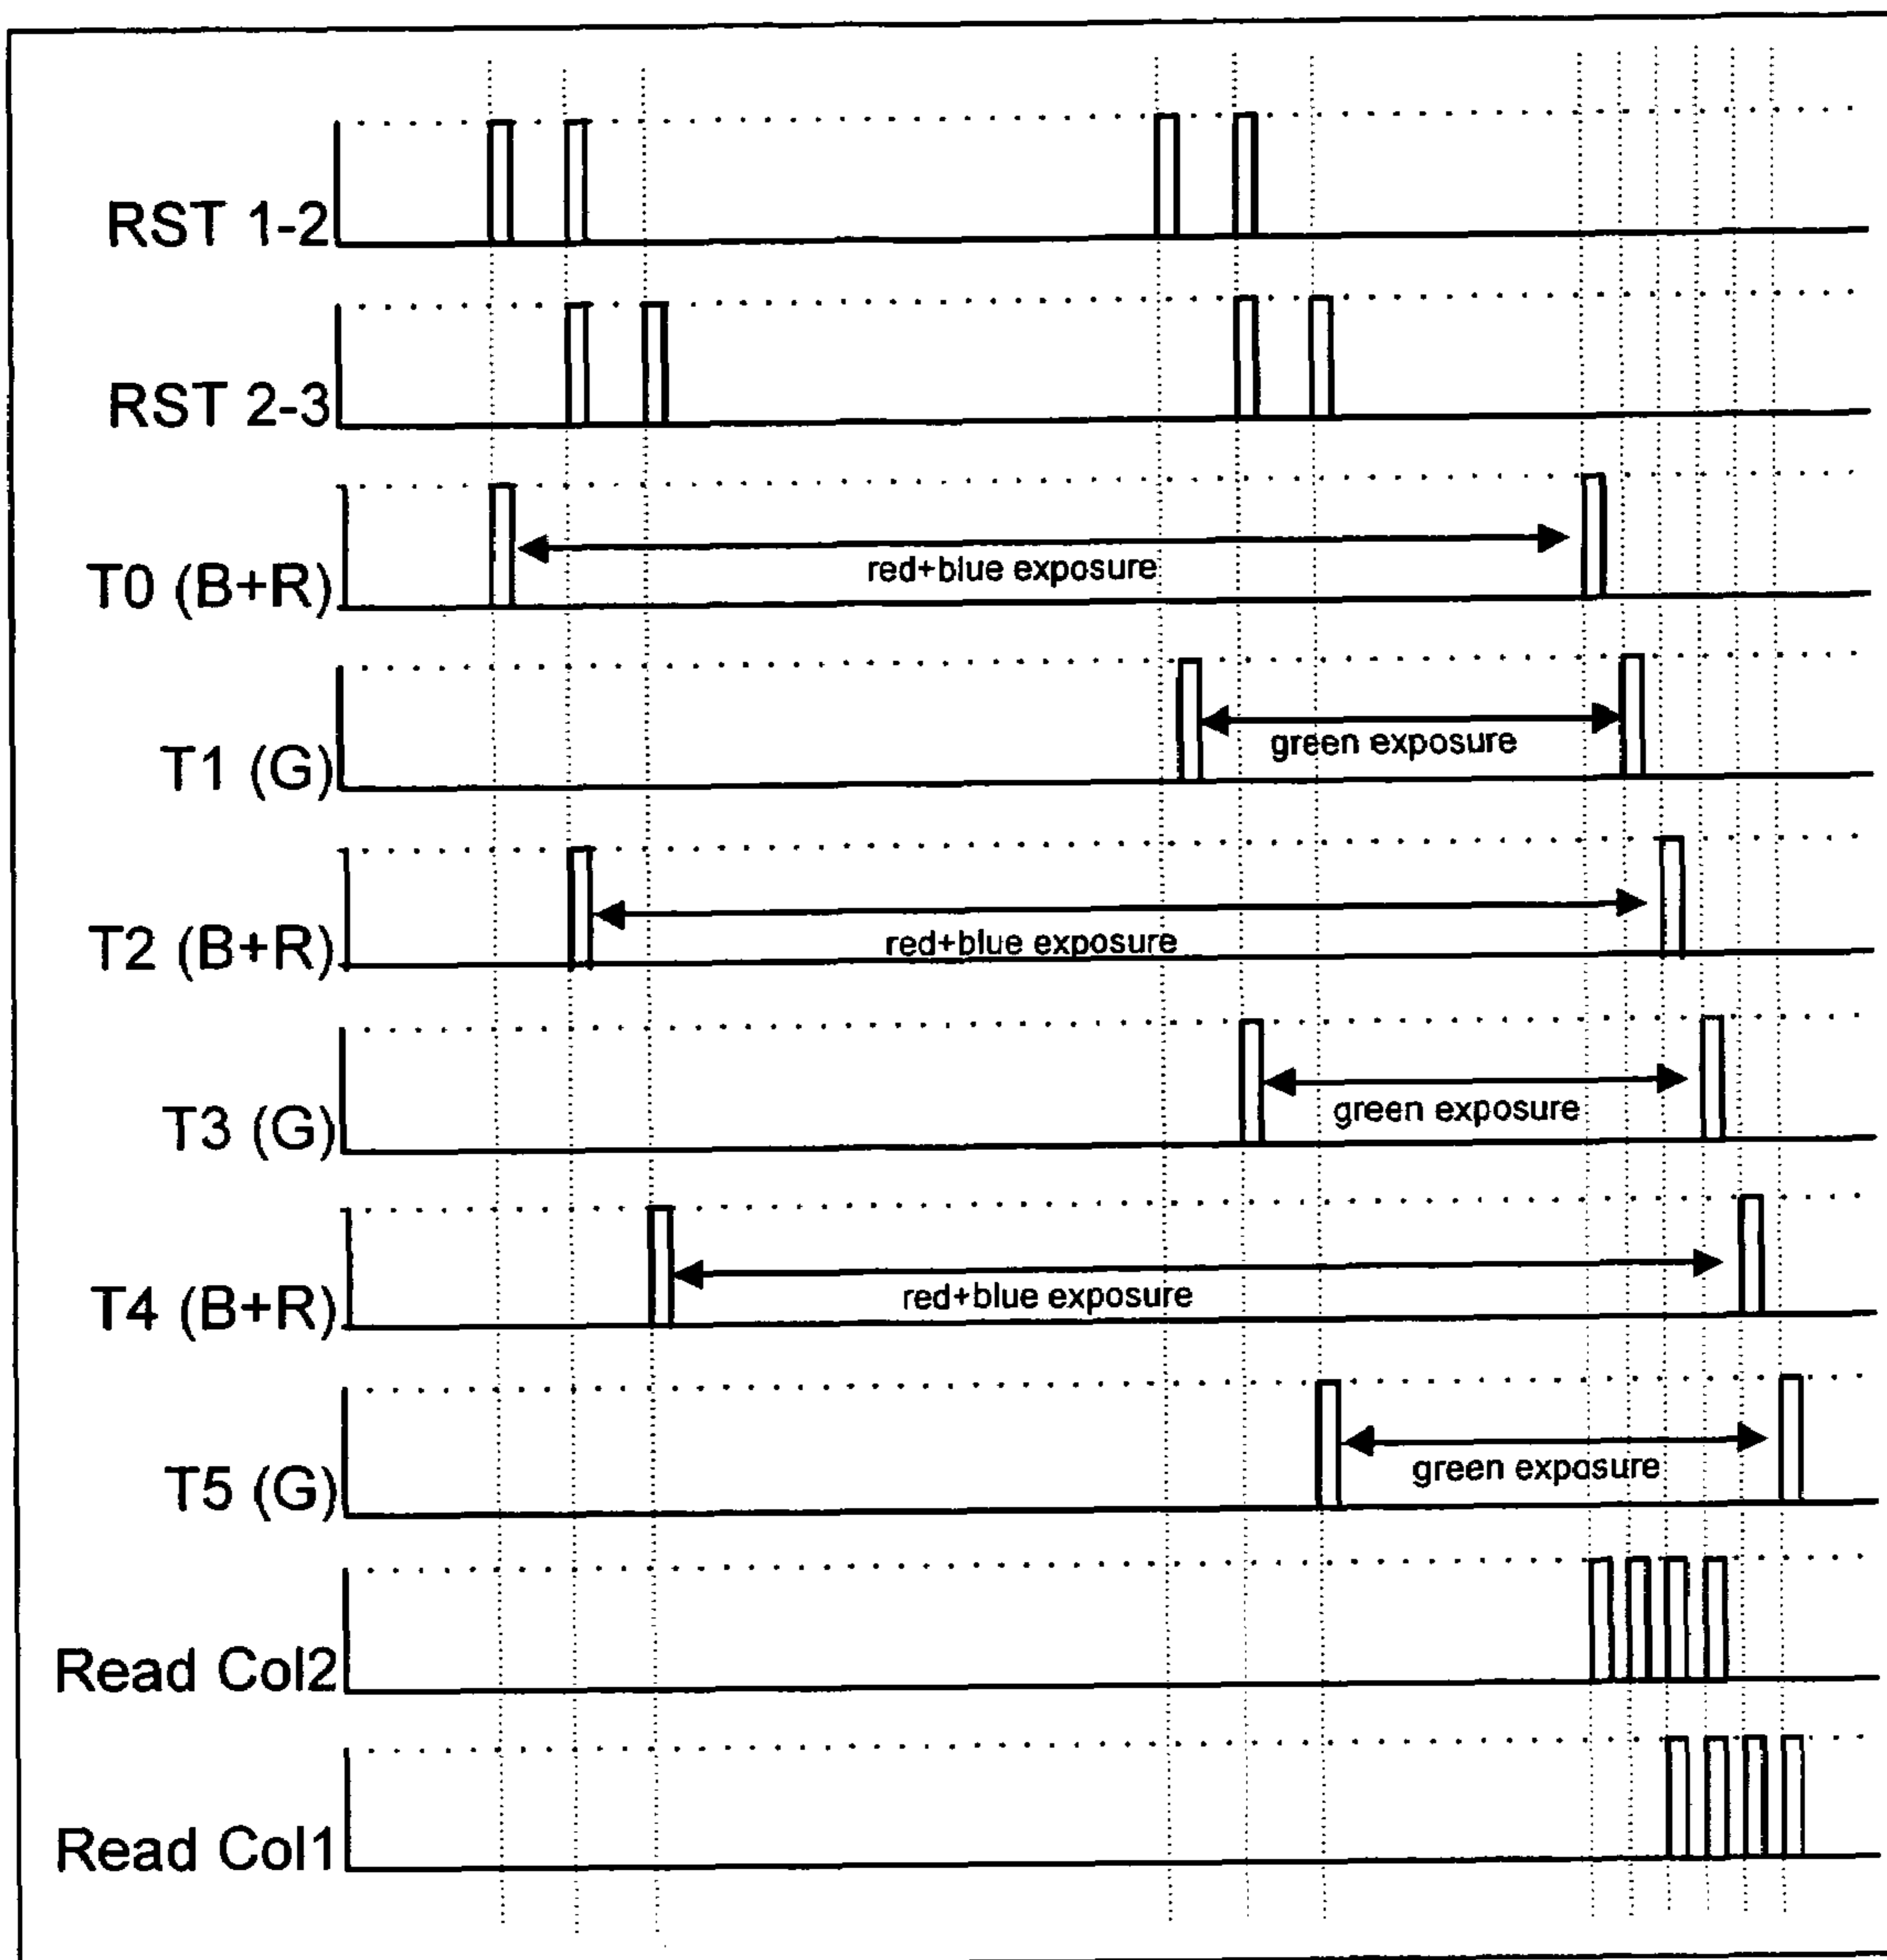 RST 1-2
RST 2-3
T0 (B+R)
red+blue exposure
T1 (G)
green exposure
T2 (B+R)
red+blue exposure
T3 (G)
green exposure
T4 (B+R)
red+blue exposure
T5 (G)
green exposure
Read Col2
Read Col1